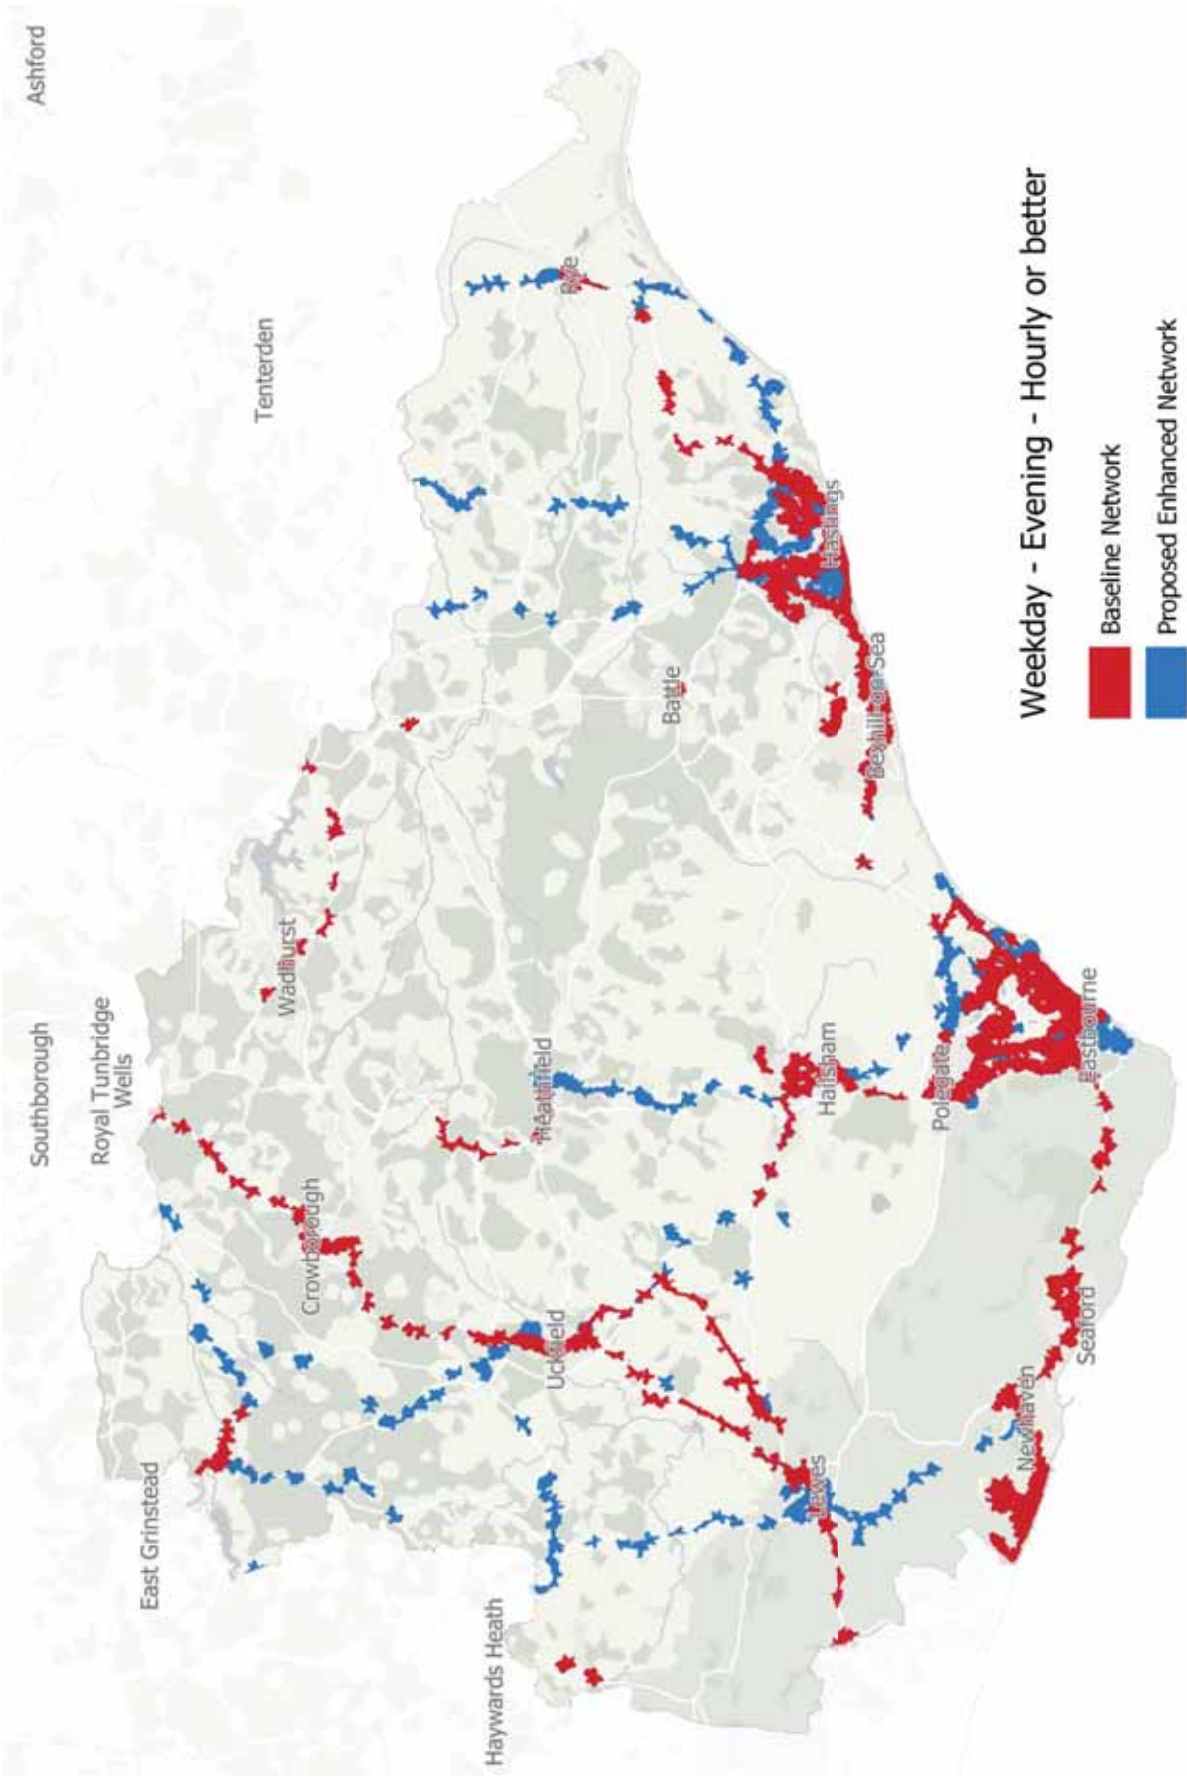 Ashford
Tenterden
Southborough
Royal Tunbridge
Wells
East Grinstead
Haywards Heath
Wadhurst
Crowborough
Heathfield
Uckfield
Rye
Battle
Hastings
Bexhill-on-Sea
Hailsham
Polegate
Eastbourne
Lewes
Newhaven
Seaford
Weekday - Evening - Hourly or better
Baseline Network
Proposed Enhanced Network